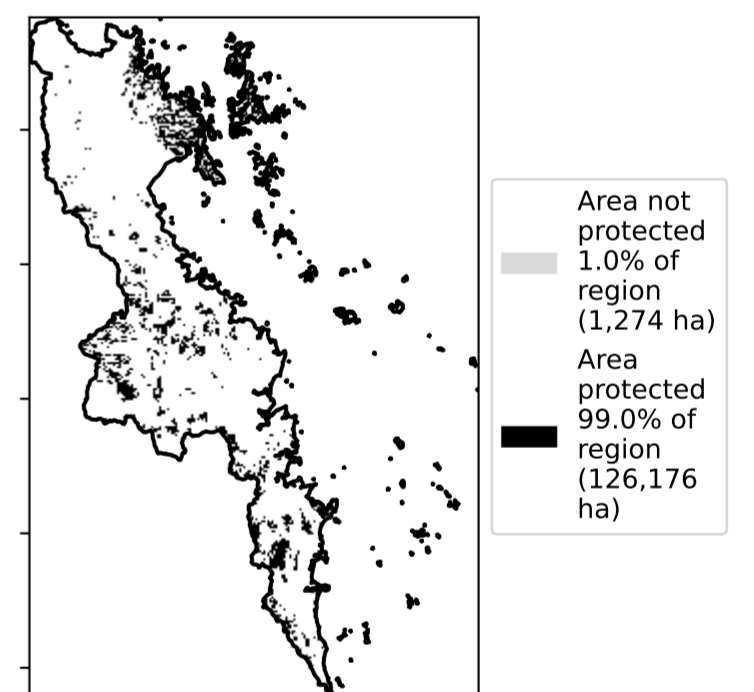 Area not
protected
1.0% of
region
(1,274 ha)
Area
protected
99.0% of
region
(126,176
ha)